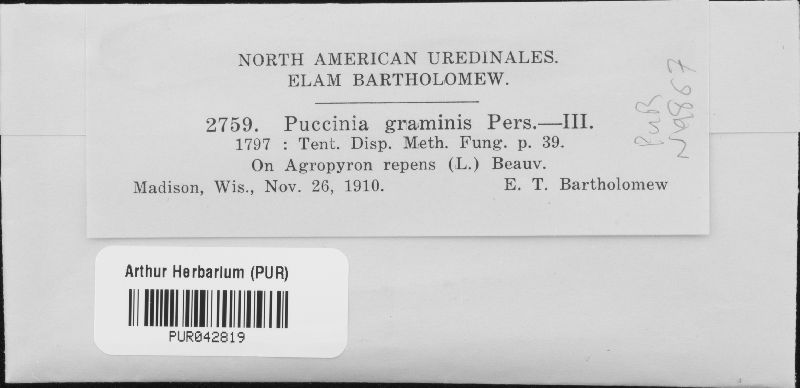 NORTH AMERICAN UREDINALES.
ELAM BARTHOLOMEW.
2759. Puccinia graminis Pers.—III.
1797 : Tent. Disp. Meth. Fung. p. 39.
On Agropyron repens (L.) Beauv.
Madison, Wis., Nov. 26, 1910. E. T. Bartholomew
PUR
Arthur Herbarium (PUR)
PUR042819